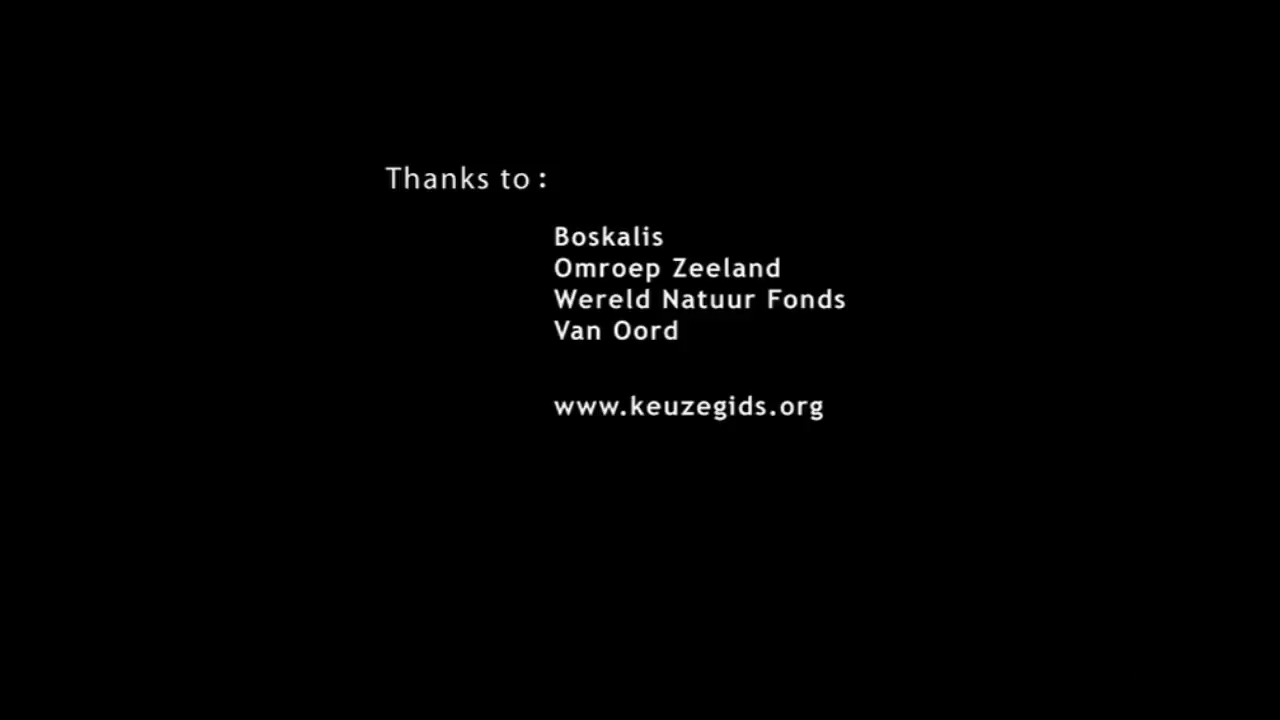 Thanks to :
Boskalis
Omroep Zeeland
Wereld Natuur Fonds
Van Oord
www.keuzegids.org